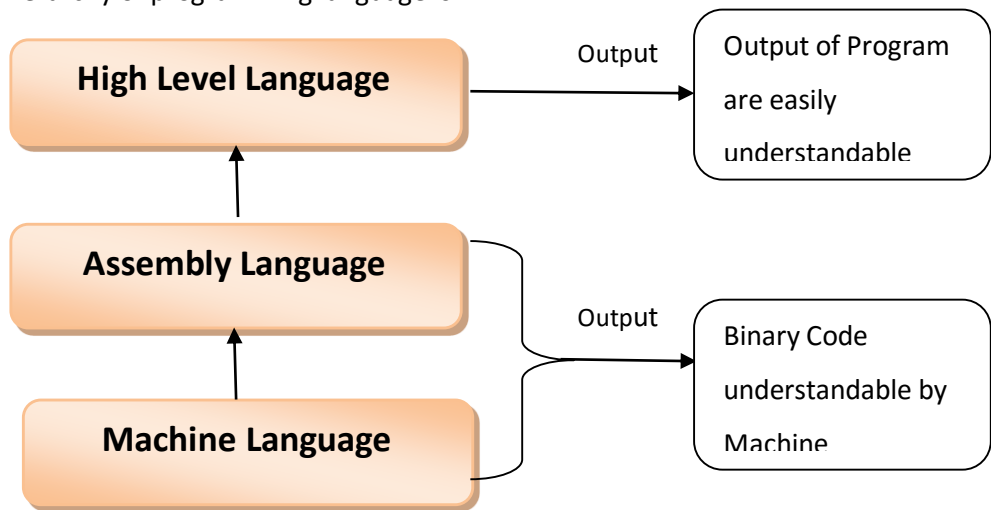 High Level Language
Output
Output of Program
are easily
understandable
Assembly Language
Output
Binary Code
understandable by
Machine
Machine Language